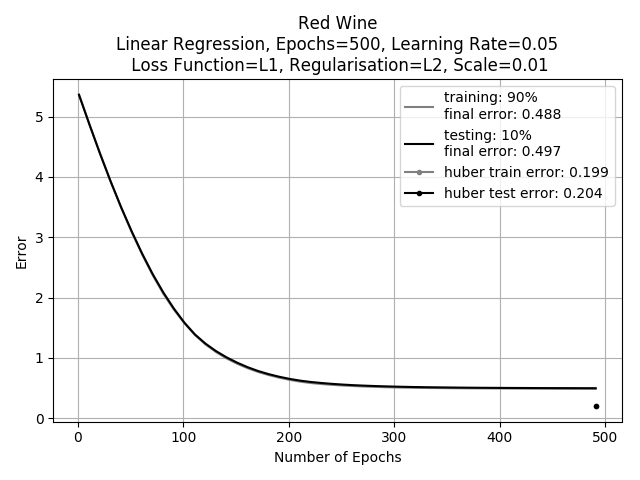 Red Wine
Linear Regression, Epochs=500, Learning Rate=0.05
Loss Function=L1, Regularisation=L2, Scale=0.01
training: 90%
final error: 0.488
testing: 10%
final error: 0.497
huber train error: 0.199
huber test error: 0.204
Error
5
4
3
2
1
0
0 100 200 300 400 500
Number of Epochs